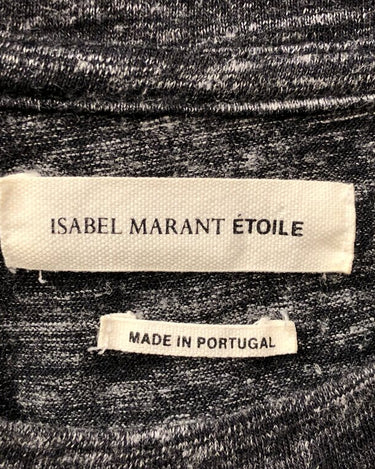 ISABEL MARANT ÉTOILE
MADE IN PORTUGAL